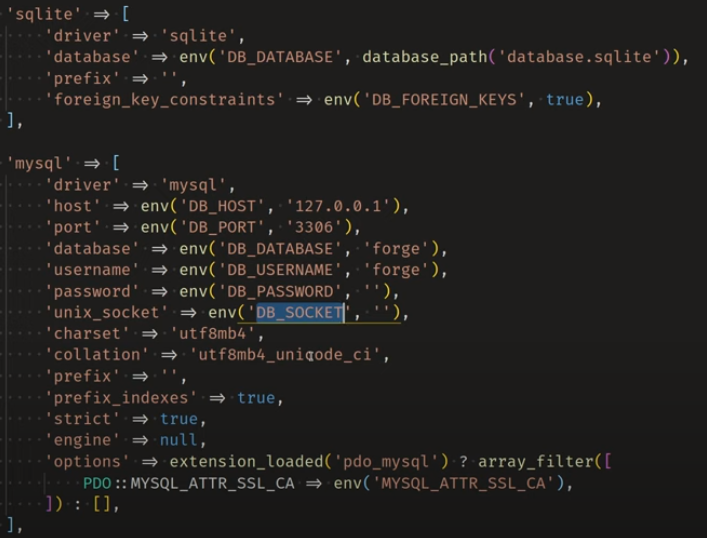 'sqlite' => [
    'driver' => 'sqlite',
    'database' => env('DB_DATABASE', database_path('database.sqlite')),
    'prefix' => '',
    'foreign_key_constraints' => env('DB_FOREIGN_KEYS', true),
],

'mysql' => [
    'driver' => 'mysql',
    'host' => env('DB_HOST', '127.0.0.1'),
    'port' => env('DB_PORT', '3306'),
    'database' => env('DB_DATABASE', 'forge'),
    'username' => env('DB_USERNAME', 'forge'),
    'password' => env('DB_PASSWORD', ''),
    'unix_socket' => env('DB_SOCKET', ''),
    'charset' => 'utf8mb4',
    'collation' => 'utf8mb4_unicode_ci',
    'prefix' => '',
    'prefix_indexes' => true,
    'strict' => true,
    'engine' => null,
    'options' => extension_loaded('pdo_mysql') ? array_filter([
        PDO::MYSQL_ATTR_SSL_CA => env('MYSQL_ATTR_SSL_CA'),
    ]) : [],
],